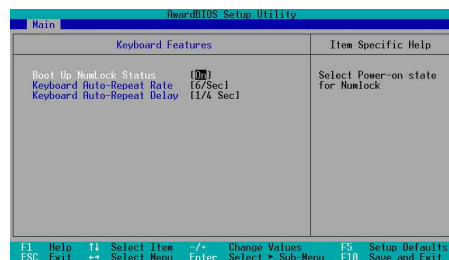 AwardBIOS Setup Utility
Main
Keyboard Features
Item Specific Help
Boot Up NumLock Status [On]
Keyboard Auto-Repeat Rate [6/Sec]
Keyboard Auto-Repeat Delay [1/4 Sec]
Select Power-on state
for Numlock
F1 Help ↑↓ Select Item -/+ Change Values F5 Setup Defaults
ESC Exit ←→ Select Menu Enter Select ► Sub-Menu F10 Save and Exit